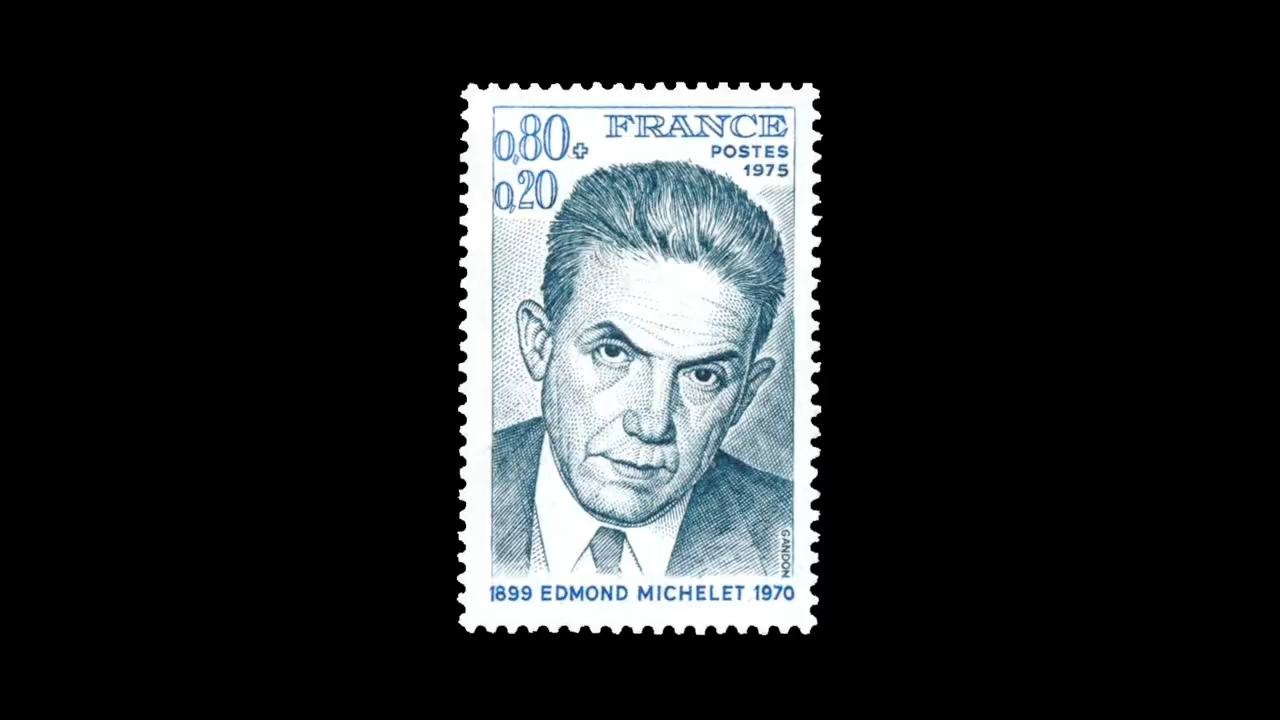 0,80+
0,20
FRANCE
POSTES
1975
GANDON
1899 EDMOND MICHELET 1970